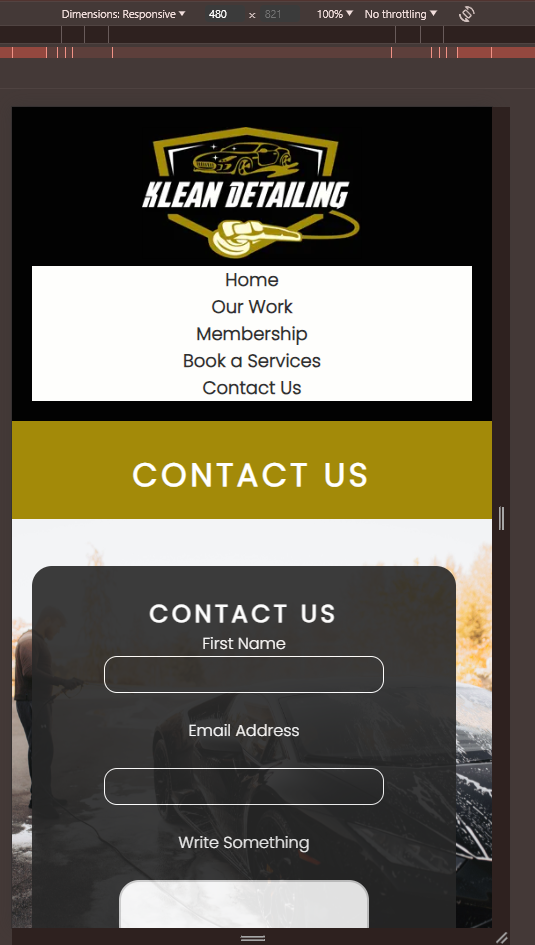 Dimensions: Responsive 480 × 821 100% No throttling
KLEAN DETAILING
Home
Our Work
Membership
Book a Services
Contact Us
CONTACT US
CONTACT US
First Name
Email Address
Write Something